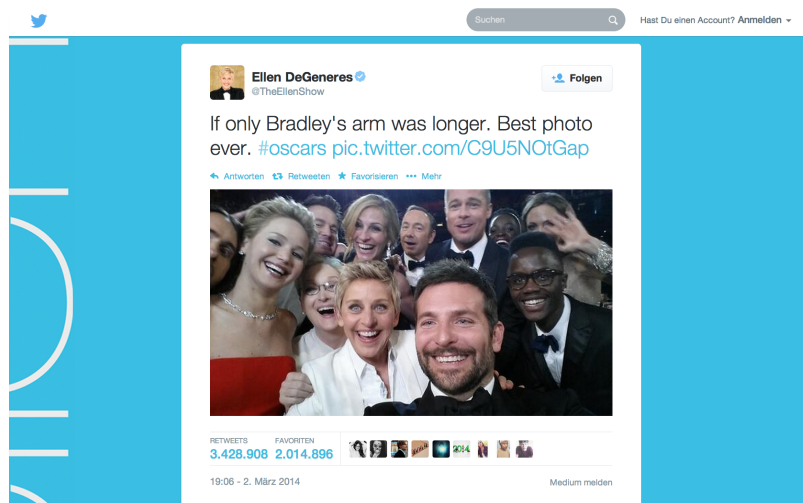 Suchen
Hast Du einen Account? Anmelden
Ellen DeGeneres
@TheEllenShow
Folgen
If only Bradley's arm was longer. Best photo
ever. #oscars pic.twitter.com/C9U5NOtGap
Antworten Retweeten Favorisieren Mehr
RETWEETS FAVORITEN
3.428.908 2.014.896
19:06 - 2. März 2014
Medium melden